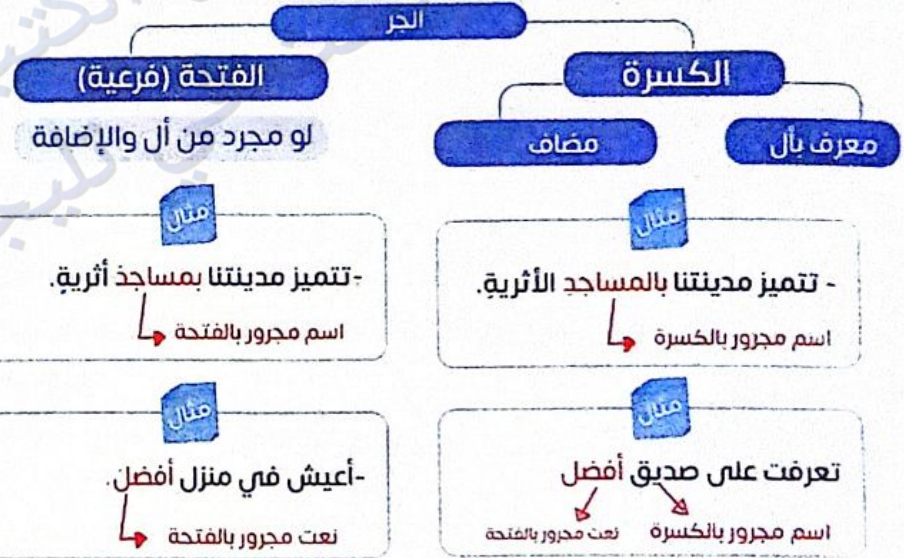 الجر
الكسرة
معرف بأل
مضاف
مثال
- تتميز مدينتنا بالمساجدِ الأثريةِ.
اسم مجرور بالكسرة
مثال
تعرفت على صديق أفضل
اسم مجرور بالكسرة
نعت مجرور بالفتحة
الفتحة (فرعية)
لو مجرد من أل والإضافة
مثال
-تتميز مدينتنا بمساجدَ أثريةٍ.
اسم مجرور بالفتحة
مثال
-أعيش في منزل أفضل.
نعت مجرور بالفتحة